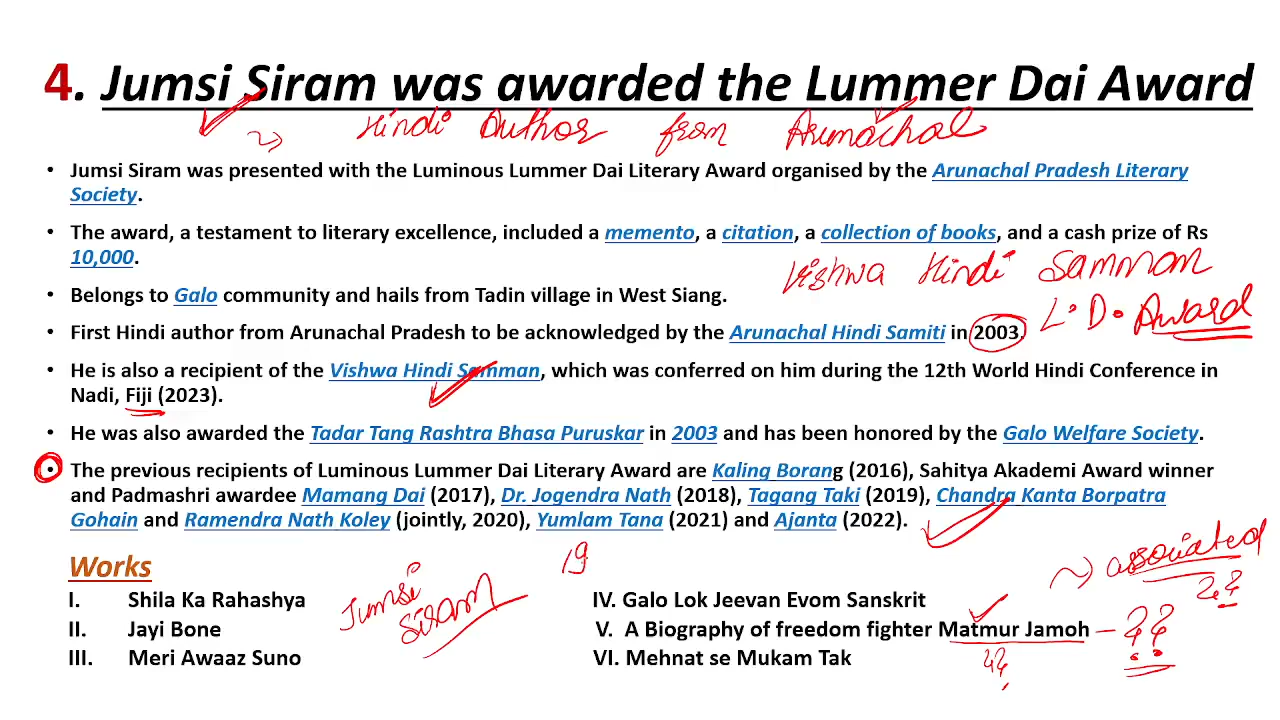 4. Jumsi Siram was awarded the Lummer Dai Award
Hindi Author from Arunachal
• Jumsi Siram was presented with the Luminous Lummer Dai Literary Award organised by the Arunachal Pradesh Literary
Society.
• The award, a testament to literary excellence, included a memento, a citation, a collection of books, and a cash prize of Rs
10,000.
Vishwa Hindi Samman
• Belongs to Galo community and hails from Tadin village in West Siang.
L. D. Award
• First Hindi author from Arunachal Pradesh to be acknowledged by the Arunachal Hindi Samiti in 2003.
• He is also a recipient of the Vishwa Hindi Samman, which was conferred on him during the 12th World Hindi Conference in
Nadi, Fiji (2023).
• He was also awarded the Tadar Tang Rashtra Bhasa Puruskar in 2003 and has been honored by the Galo Welfare Society.
• The previous recipients of Luminous Lummer Dai Literary Award are Kaling Borang (2016), Sahitya Akademi Award winner
and Padmashri awardee Mamang Dai (2017), Dr. Jogendra Nath (2018), Tagang Taki (2019), Chandra Kanta Borpatra
Gohain and Ramendra Nath Koley (jointly, 2020), Yumlam Tana (2021) and Ajanta (2022).
associated
??
Works
19
I. Shila Ka Rahashya
Jumsi
Siram
IV. Galo Lok Jeevan Evom Sanskrit
II. Jayi Bone
V. A Biography of freedom fighter Matmur Jamoh – ??
III. Meri Awaaz Suno
VI. Mehnat se Mukam Tak
??